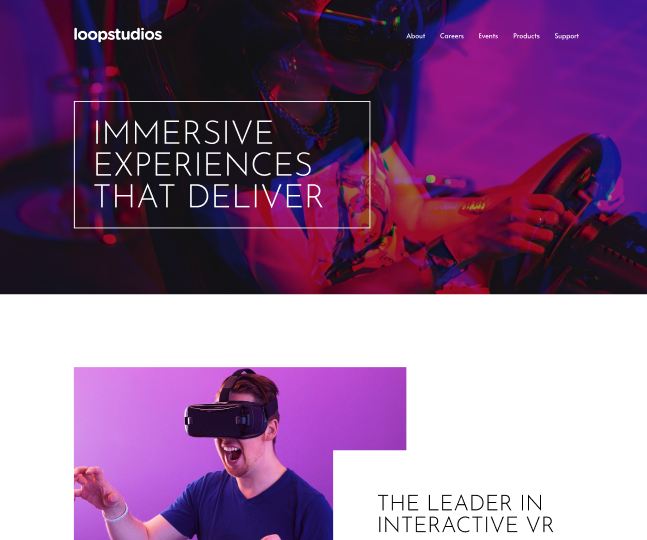 loopstudios
About Careers Events Products Support
IMMERSIVE
EXPERIENCES
THAT DELIVER
THE LEADER IN
INTERACTIVE VR